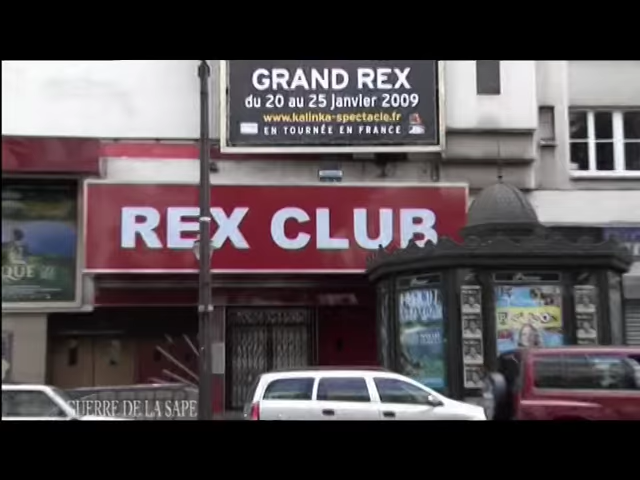 GRAND REX
du 20 au 25 janvier 2009
www.kalinka-spectacle.fr
EN TOURNÉE EN FRANCE
REX CLUB
GUERRE DE LA SAPE